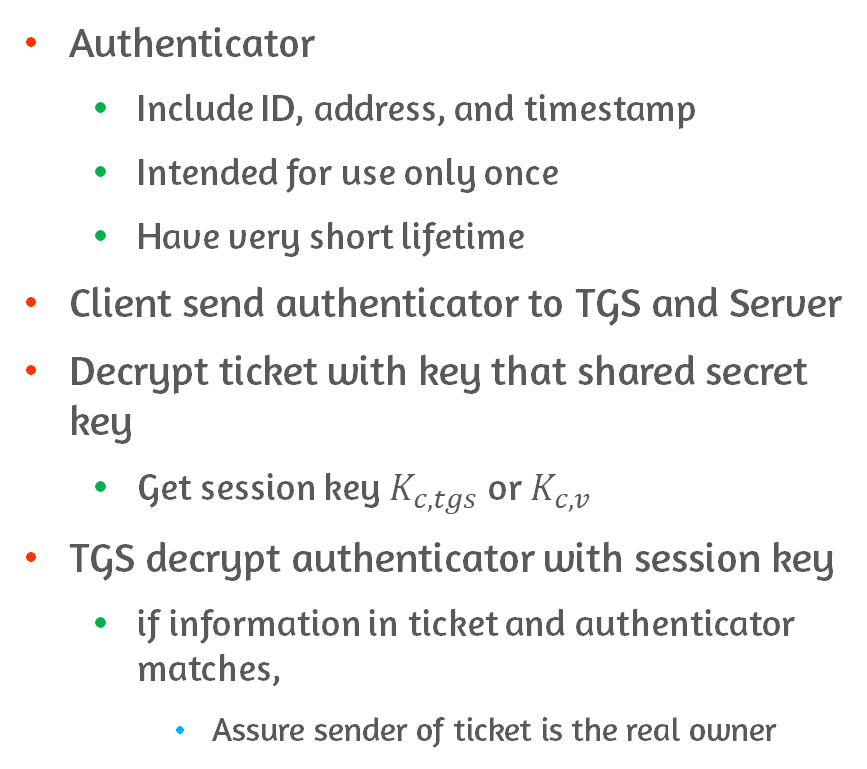 • Authenticator
• Include ID, address, and timestamp
• Intended for use only once
• Have very short lifetime
• Client send authenticator to TGS and Server
• Decrypt ticket with key that shared secret
key
• Get session key K_{c,tgs} or K_{c,v}
• TGS decrypt authenticator with session key
• if information in ticket and authenticator
matches,
• Assure sender of ticket is the real owner